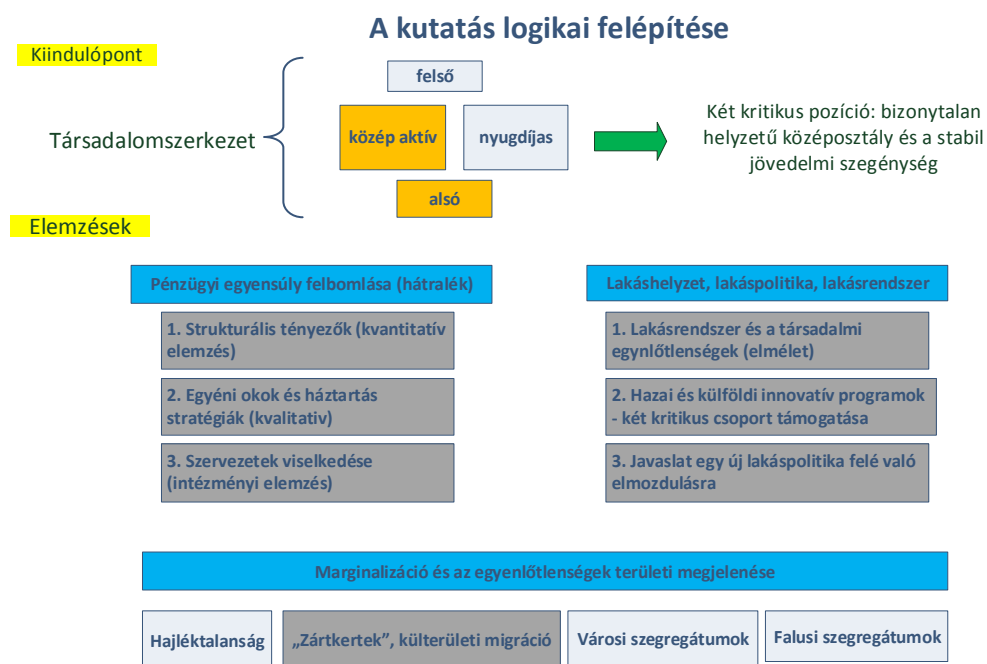 A kutatás logikai felépítése
Kiindulópont
felső
Társadalomszerkezet
közép aktív
nyugdíjas
alsó
Két kritikus pozíció: bizonytalan
helyzetű középosztály és a stabil
jövedelmi szegénység
Elemzések
Pénzügyi egyensúly felbomlása (hátralék)
1. Strukturális tényezők (kvantitatív
elemzés)
2. Egyéni okok és háztartás
stratégiák (kvalitativ)
3. Szervezetek viselkedése
(intézményi elemzés)
Lakáshelyzet, lakáspolitika, lakásrendszer
1. Lakásrendszer és a társadalmi
egynlőtlenségek (elmélet)
2. Hazai és külföldi innovatív programok
- két kritikus csoport támogatása
3. Javaslat egy új lakáspolitika felé való
elmozdulásra
Marginalizáció és az egyenlőtlenségek területi megjelenése
Hajléktalanság
„Zártkertek”, külterületi migráció
Városi szegregátumok
Falusi szegregátumok